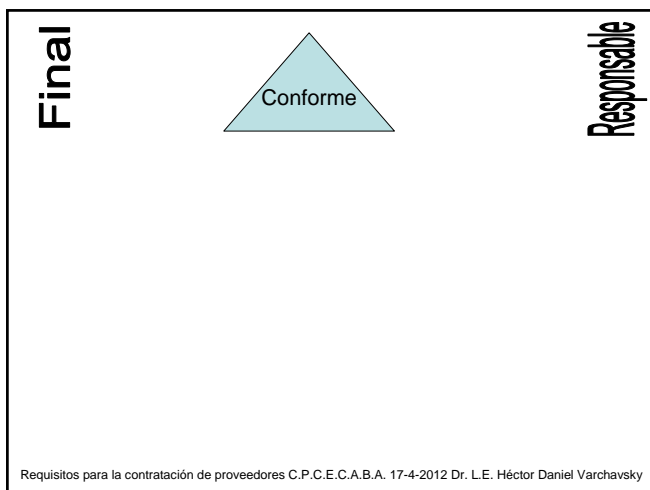 Final
Conforme
Responsable
Requisitos para la contratación de proveedores C.P.C.E.C.A.B.A. 17-4-2012 Dr. L.E. Héctor Daniel Varchavsky